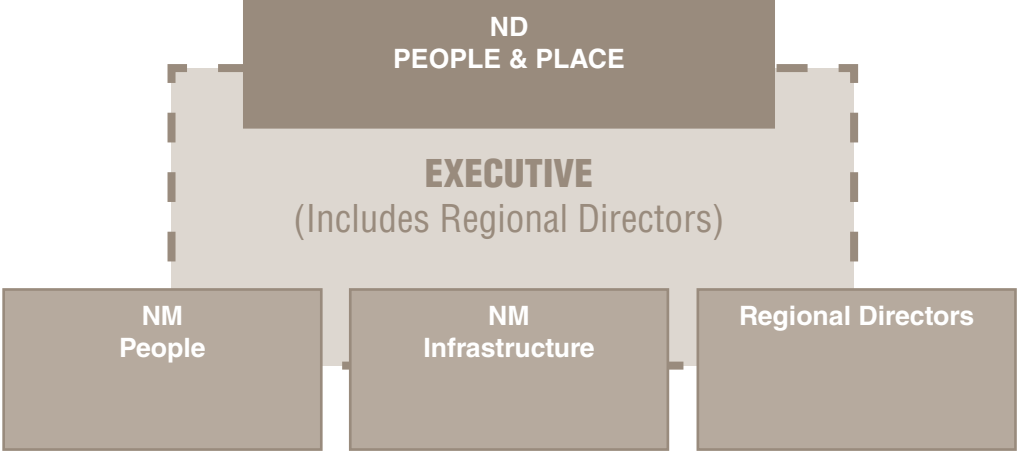 ND
PEOPLE & PLACE
EXECUTIVE
(Includes Regional Directors)
NM
People
NM
Infrastructure
Regional Directors